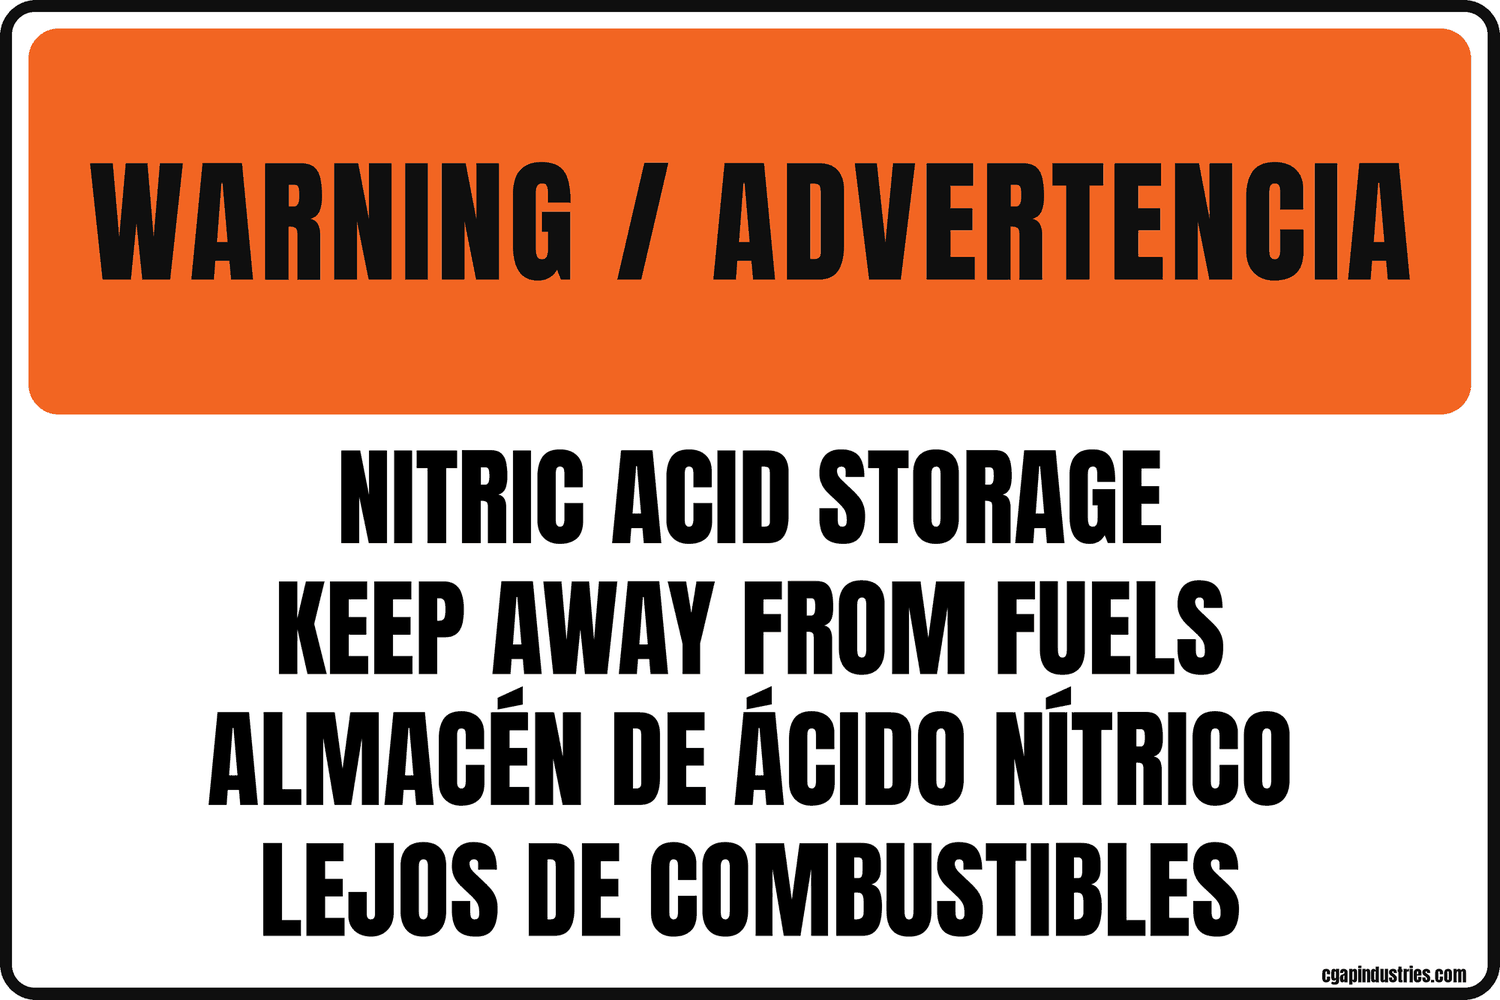 WARNING / ADVERTENCIA
NITRIC ACID STORAGE
KEEP AWAY FROM FUELS
ALMACÉN DE ÁCIDO NÍTRICO
LEJOS DE COMBUSTIBLES
cgapindustries.com